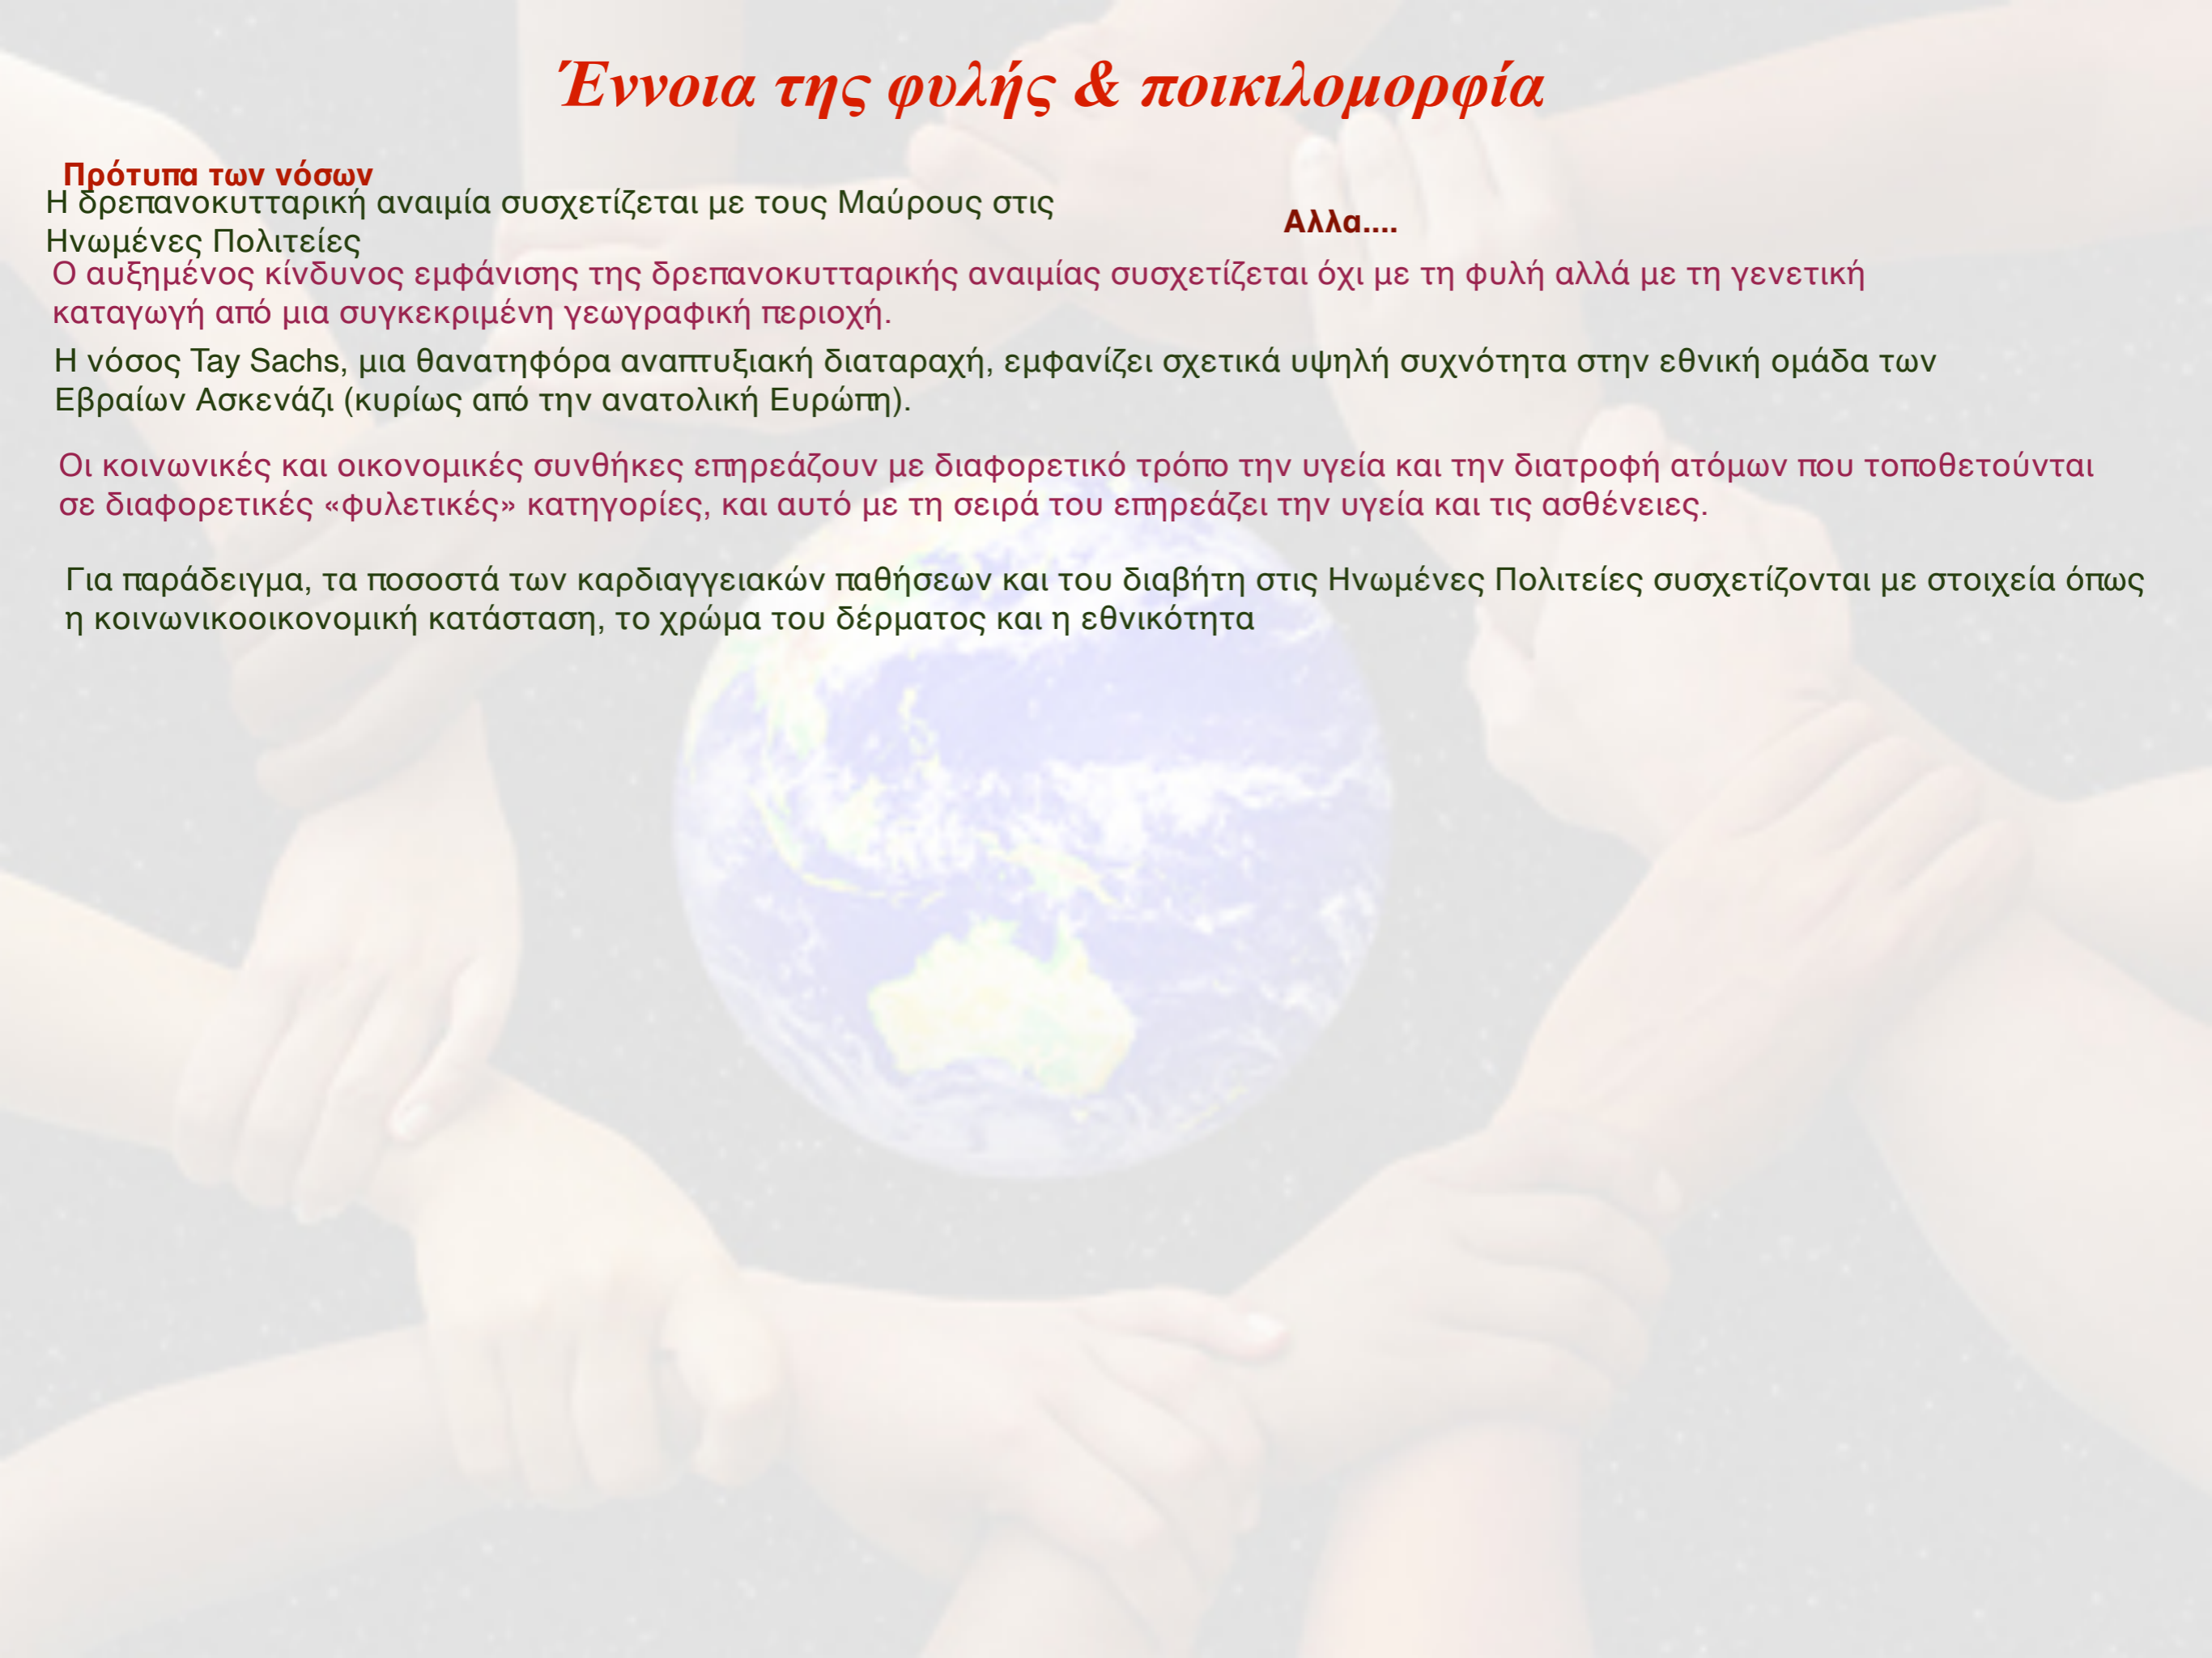 Έννοια της φυλής & ποικιλομορφία
Πρότυπα των νόσων
Η δρεπανοκυτταρική αναιμία συσχετίζεται με τους Μαύρους στις
Ηνωμένες Πολιτείες
Αλλα....
Ο αυξημένος κίνδυνος εμφάνισης της δρεπανοκυτταρικής αναιμίας συσχετίζεται όχι με τη φυλή αλλά με τη γενετική
καταγωγή από μια συγκεκριμένη γεωγραφική περιοχή.
Η νόσος Tay Sachs, μια θανατηφόρα αναπτυξιακή διαταραχή, εμφανίζει σχετικά υψηλή συχνότητα στην εθνική ομάδα των
Εβραίων Ασκενάζι (κυρίως από την ανατολική Ευρώπη).
Οι κοινωνικές και οικονομικές συνθήκες επηρεάζουν με διαφορετικό τρόπο την υγεία και την διατροφή ατόμων που τοποθετούνται
σε διαφορετικές «φυλετικές» κατηγορίες, και αυτό με τη σειρά του επηρεάζει την υγεία και τις ασθένειες.
Για παράδειγμα, τα ποσοστά των καρδιαγγειακών παθήσεων και του διαβήτη στις Ηνωμένες Πολιτείες συσχετίζονται με στοιχεία όπως
η κοινωνικοοικονομική κατάσταση, το χρώμα του δέρματος και η εθνικότητα